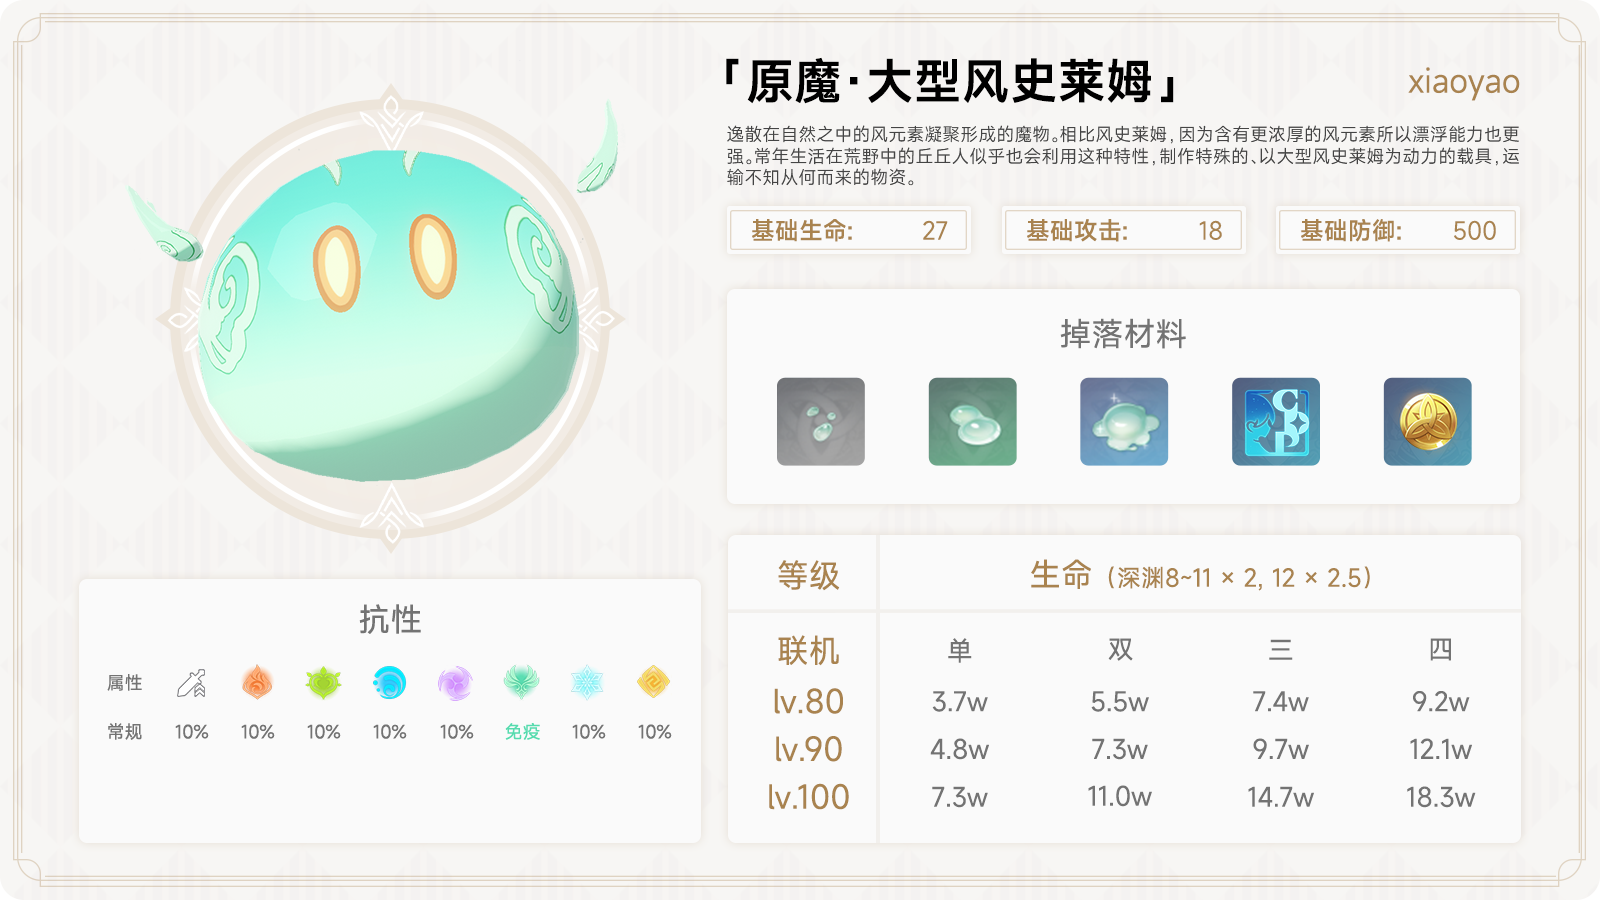 「原魔·大型风史莱姆」
xiaoyao
逸散在自然之中的风元素凝聚形成的魔物。相比风史莱姆，因为含有更浓厚的风元素所以漂浮能力也更
强。常年生活在荒野中的丘丘人似乎也会利用这种特性，制作特殊的、以大型风史莱姆为动力的载具，运
输不知从何而来的物资。
基础生命: 27
基础攻击: 18
基础防御: 500
掉落材料
抗性
属性
常规 10% 10% 10% 10% 10% 免疫 10% 10%
等级 生命（深渊8~11 × 2, 12 × 2.5）
联机 单 双 三 四
lv.80 3.7w 5.5w 7.4w 9.2w
lv.90 4.8w 7.3w 9.7w 12.1w
lv.100 7.3w 11.0w 14.7w 18.3w